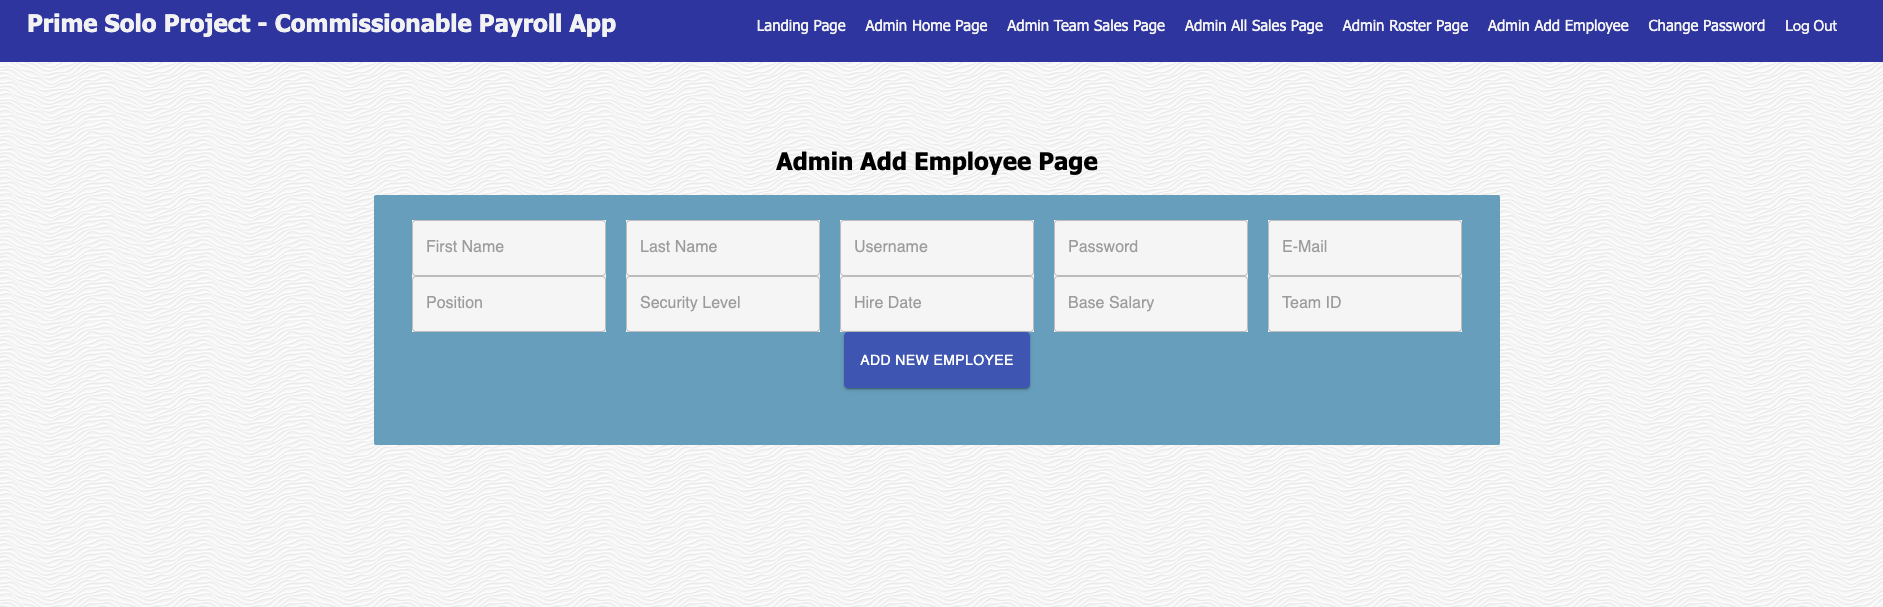 Prime Solo Project - Commissionable Payroll App
Landing Page Admin Home Page Admin Team Sales Page Admin All Sales Page Admin Roster Page Admin Add Employee Change Password Log Out
Admin Add Employee Page
First Name Last Name Username Password E-Mail
Position Security Level Hire Date Base Salary Team ID
ADD NEW EMPLOYEE